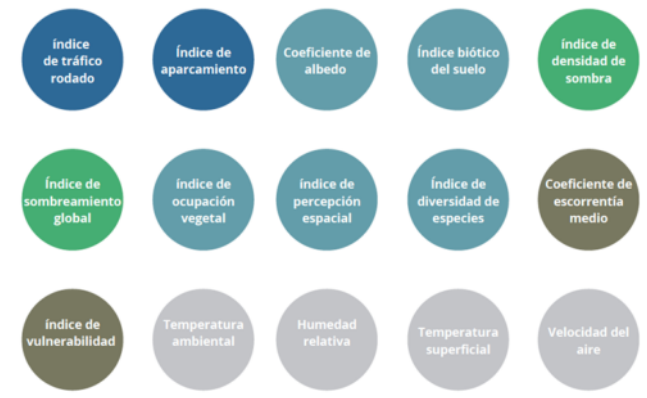 índice
de tráfico
rodado
Índice de
aparcamiento
Coeficiente de
albedo
Índice biótico
del suelo
índice de
densidad de
sombra
Índice de
sombreamiento
global
índice de
ocupación
vegetal
índice de
percepción
espacial
Índice de
diversidad de
especies
Coeficiente de
escorrentía
medio
índice de
vulnerabilidad
Temperatura
ambiental
Humedad
relativa
Temperatura
superficial
Velocidad del
aire